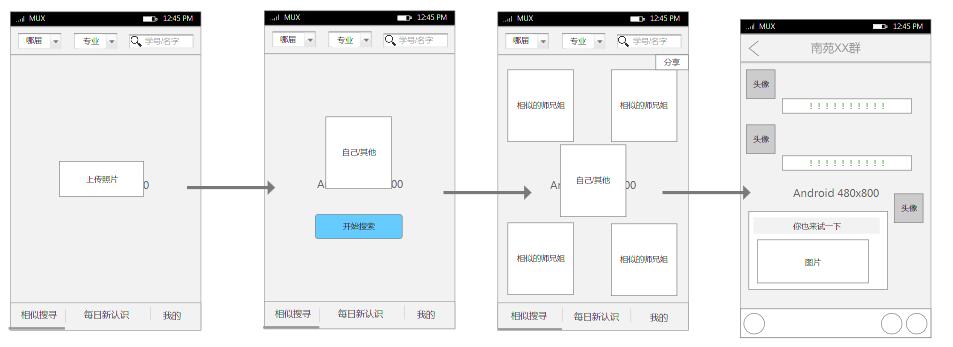 MUX 12:45 PM
哪届 专业 学号/名字
上传照片
0
相似搜寻 每日新认识 我的
MUX 12:45 PM
哪届 专业 学号/名字
自己/其他
A 00
开始搜索
相似搜寻 每日新认识 我的
MUX 12:45 PM
哪届 专业 学号/名字
分享
相似的师兄姐 相似的师兄姐
自己/其他
An 00
相似的师兄姐 相似的师兄姐
相似搜寻 每日新认识 我的
MUX 12:45 PM
南苑XX群
头像
！！！！！！！！！！
头像
！！！！！！！！！！
Android 480x800
头像
你也来试一下
图片